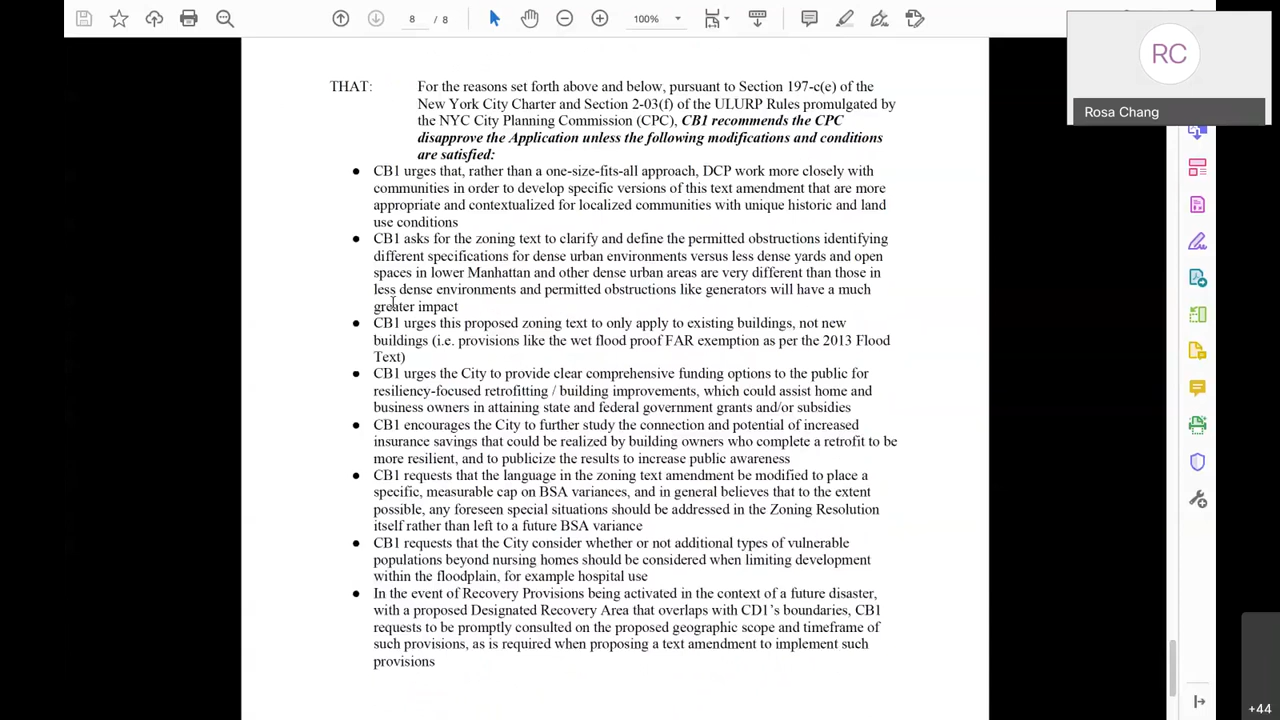 8 / 8
100%
RC
Rosa Chang
THAT: For the reasons set forth above and below, pursuant to Section 197-c(e) of the
New York City Charter and Section 2-03(f) of the ULURP Rules promulgated by
the NYC City Planning Commission (CPC), CB1 recommends the CPC
disapprove the Application unless the following modifications and conditions
are satisfied:
● CB1 urges that, rather than a one-size-fits-all approach, DCP work more closely with
communities in order to develop specific versions of this text amendment that are more
appropriate and contextualized for localized communities with unique historic and land
use conditions
● CB1 asks for the zoning text to clarify and define the permitted obstructions identifying
different specifications for dense urban environments versus less dense yards and open
spaces in lower Manhattan and other dense urban areas are very different than those in
less dense environments and permitted obstructions like generators will have a much
greater impact
● CB1 urges this proposed zoning text to only apply to existing buildings, not new
buildings (i.e. provisions like the wet flood proof FAR exemption as per the 2013 Flood
Text)
● CB1 urges the City to provide clear comprehensive funding options to the public for
resiliency-focused retrofitting / building improvements, which could assist home and
business owners in attaining state and federal government grants and/or subsidies
● CB1 encourages the City to further study the connection and potential of increased
insurance savings that could be realized by building owners who complete a retrofit to be
more resilient, and to publicize the results to increase public awareness
● CB1 requests that the language in the zoning text amendment be modified to place a
specific, measurable cap on BSA variances, and in general believes that to the extent
possible, any foreseen special situations should be addressed in the Zoning Resolution
itself rather than left to a future BSA variance
● CB1 requests that the City consider whether or not additional types of vulnerable
populations beyond nursing homes should be considered when limiting development
within the floodplain, for example hospital use
● In the event of Recovery Provisions being activated in the context of a future disaster,
with a proposed Designated Recovery Area that overlaps with CD1's boundaries, CB1
requests to be promptly consulted on the proposed geographic scope and timeframe of
such provisions, as is required when proposing a text amendment to implement such
provisions
+44